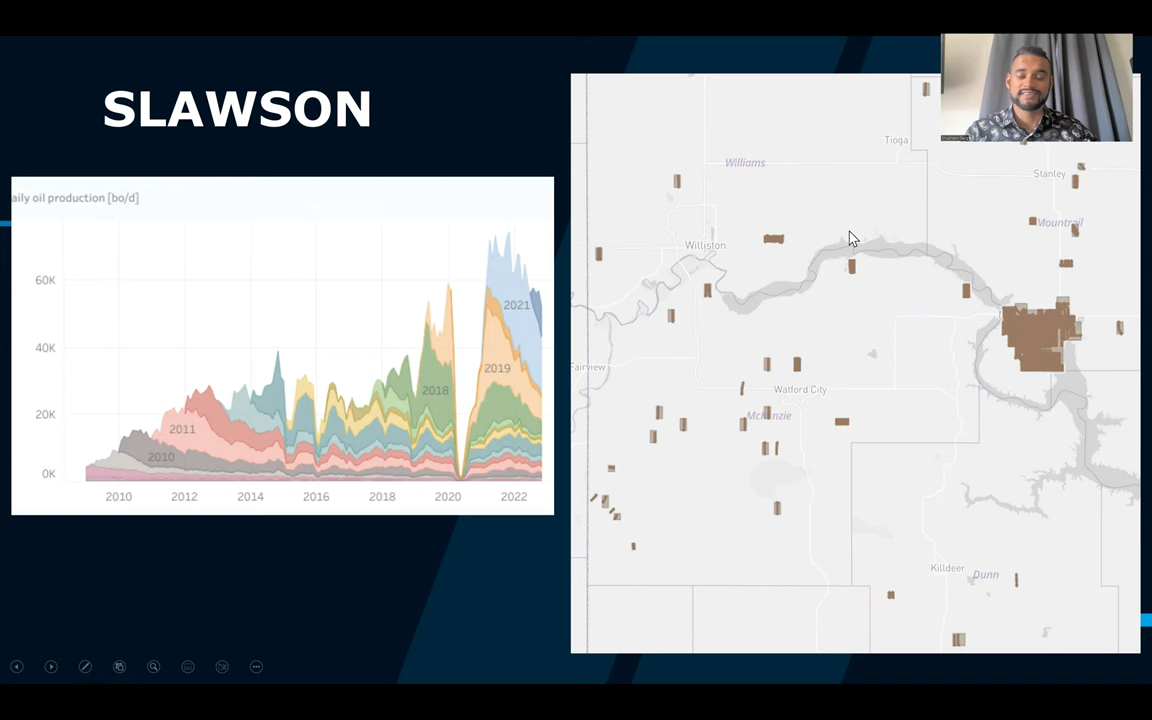 SLAWSON
aily oil production [bo/d]
60K
40K
20K
0K
2021
2019
2018
2011
2010
2010
2012
2014
2016
2018
2020
2022
Tioga
Williams
Stanley
Mountrail
Williston
Fairview
Watford City
McKenzie
Killdeer
Dunn